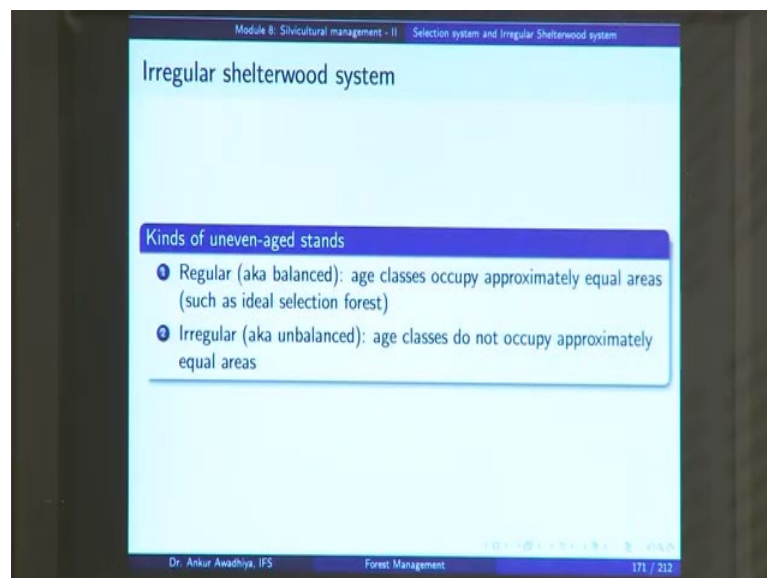 Module 8: Silvicultural management - II Selection system and Irregular Shelterwood system
Irregular shelterwood system
Kinds of uneven-aged stands
1 Regular (aka balanced): age classes occupy approximately equal areas
(such as ideal selection forest)
2 Irregular (aka unbalanced): age classes do not occupy approximately
equal areas
Dr. Ankur Awadhiya, IFS Forest Management 171 / 212